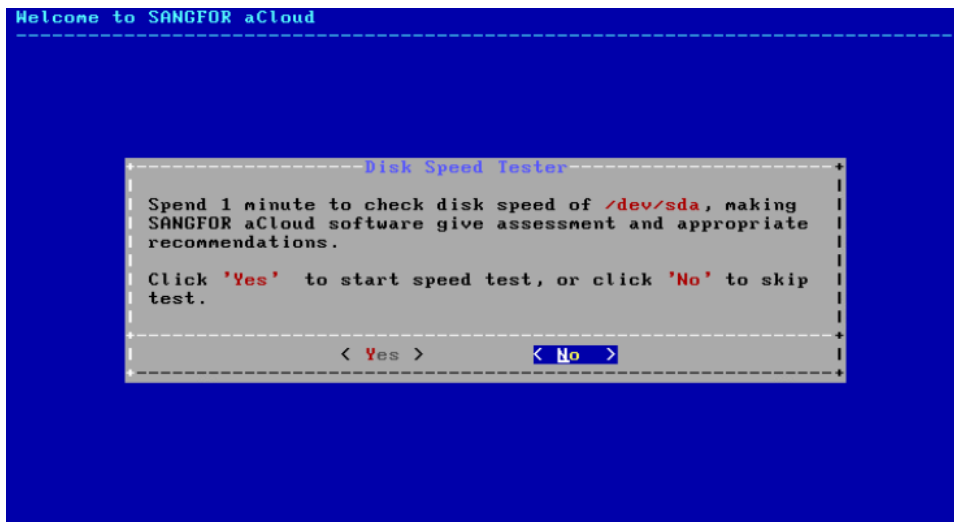 Welcome to SANGFOR aCloud
Disk Speed Tester
Spend 1 minute to check disk speed of /dev/sda, making
SANGFOR aCloud software give assessment and appropriate
recommendations.
Click 'Yes'  to start speed test, or click 'No' to skip
test.
< Yes > < No >